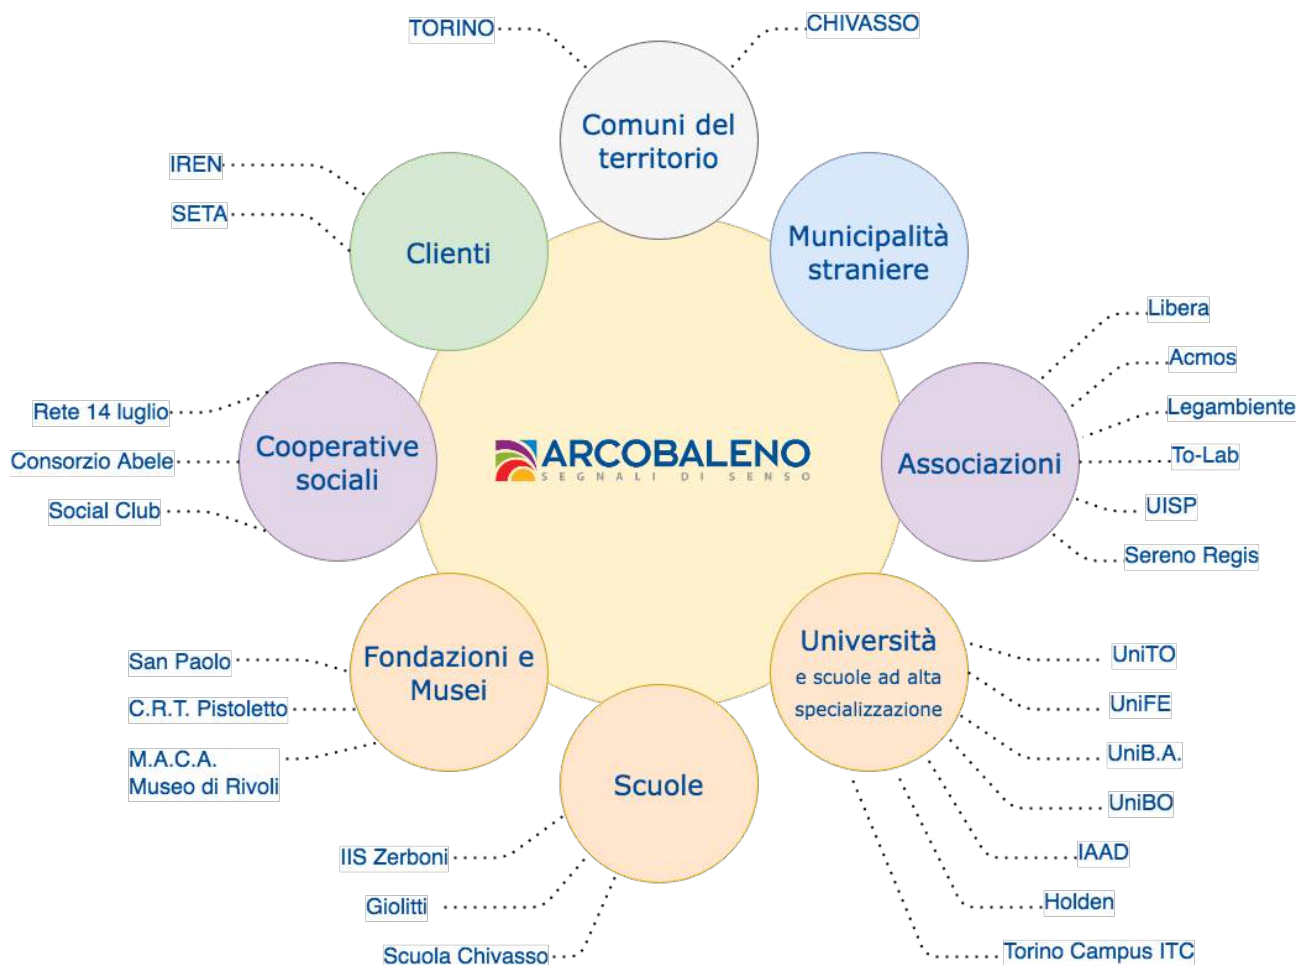 TORINO
CHIVASSO
Comuni del
territorio
IREN
SETA
Clienti
Municipalità
straniere
Libera
Acmos
Legambiente
To-Lab
UISP
Sereno Regis
Associazioni
Rete 14 luglio
Consorzio Abele
Social Club
Cooperative
sociali
ARCOBALENO
SEGNALI DI SENSO
San Paolo
C.R.T. Pistoletto
M.A.C.A.
Museo di Rivoli
Fondazioni e
Musei
Università
e scuole ad alta
specializzazione
UniTO
UniFE
UniB.A.
UniBO
IAAD
Holden
Torino Campus ITC
Scuole
IIS Zerboni
Giolitti
Scuola Chivasso